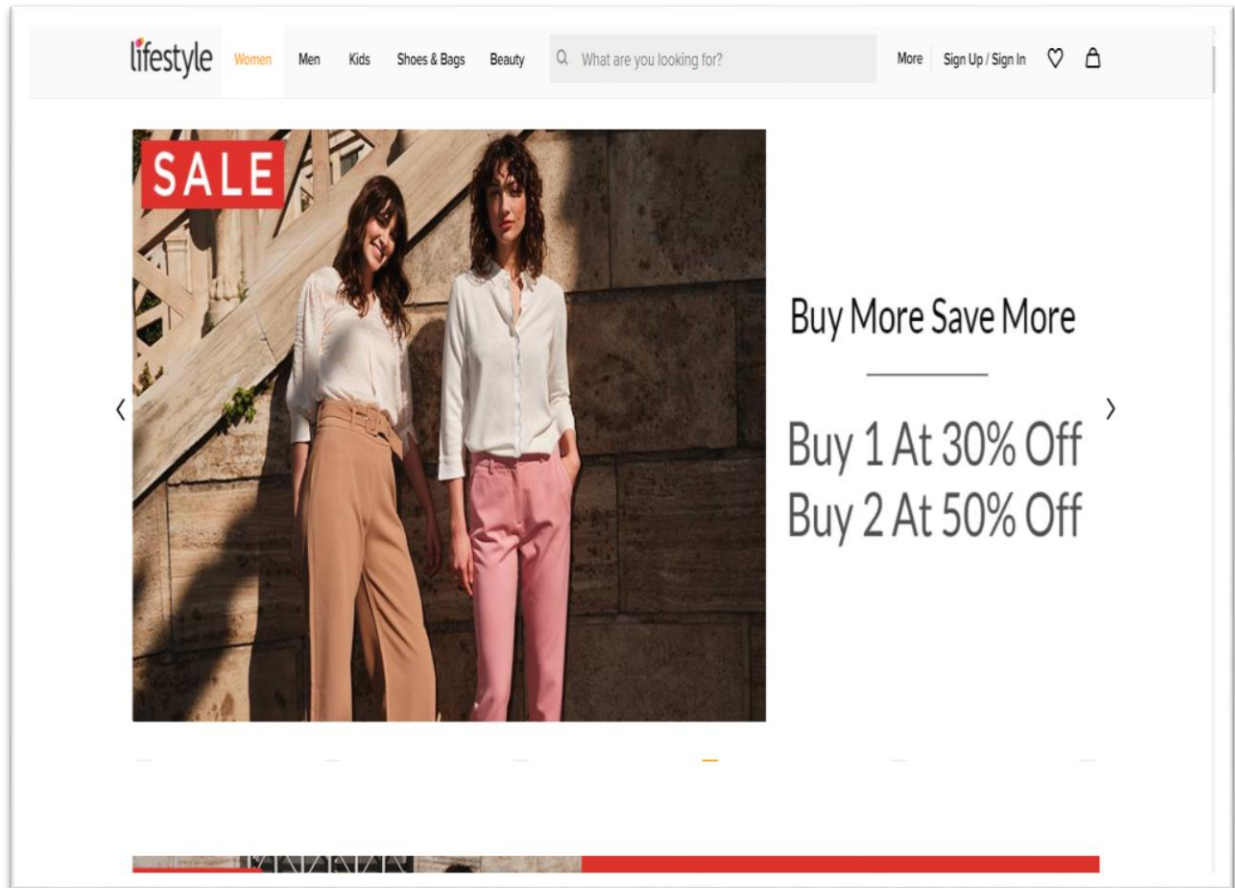 lifestyle Women Men Kids Shoes & Bags Beauty What are you looking for? More Sign Up / Sign In
SALE
Buy More Save More
Buy 1 At 30% Off
Buy 2 At 50% Off